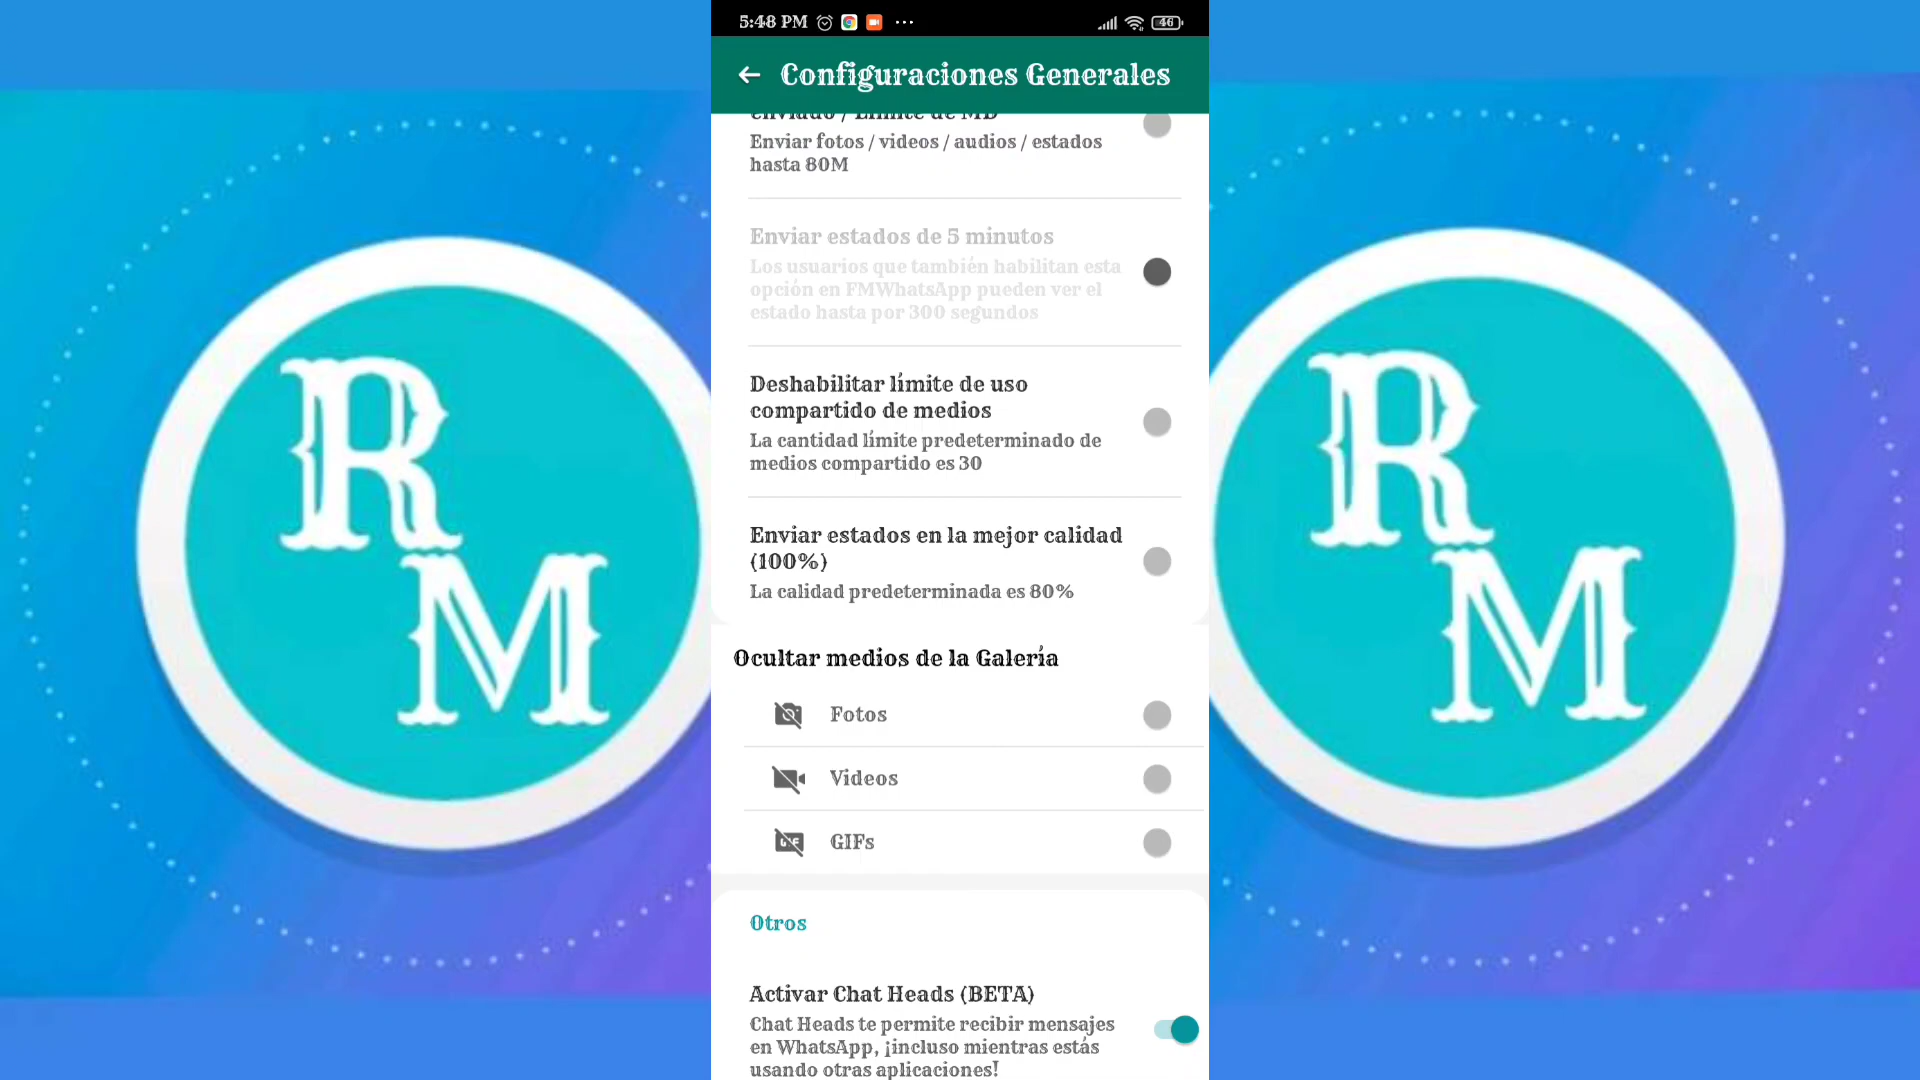 5:48 PM
46
Configuraciones Generales
enviado / Límite de MB
Enviar fotos / videos / audios / estados
hasta 80M
Enviar estados de 5 minutos
Los usuarios que también habilitan esta
opción en FMWhatsApp pueden ver el
estado hasta por 300 segundos
Deshabilitar límite de uso
compartido de medios
La cantidad límite predeterminado de
medios compartido es 30
Enviar estados en la mejor calidad
(100%)
La calidad predeterminada es 80%
Ocultar medios de la Galería
Fotos
Videos
GIF
GIFs
Otros
Activar Chat Heads (BETA)
Chat Heads te permite recibir mensajes
en WhatsApp, ¡incluso mientras estás
usando otras aplicaciones!
R
M
R
M